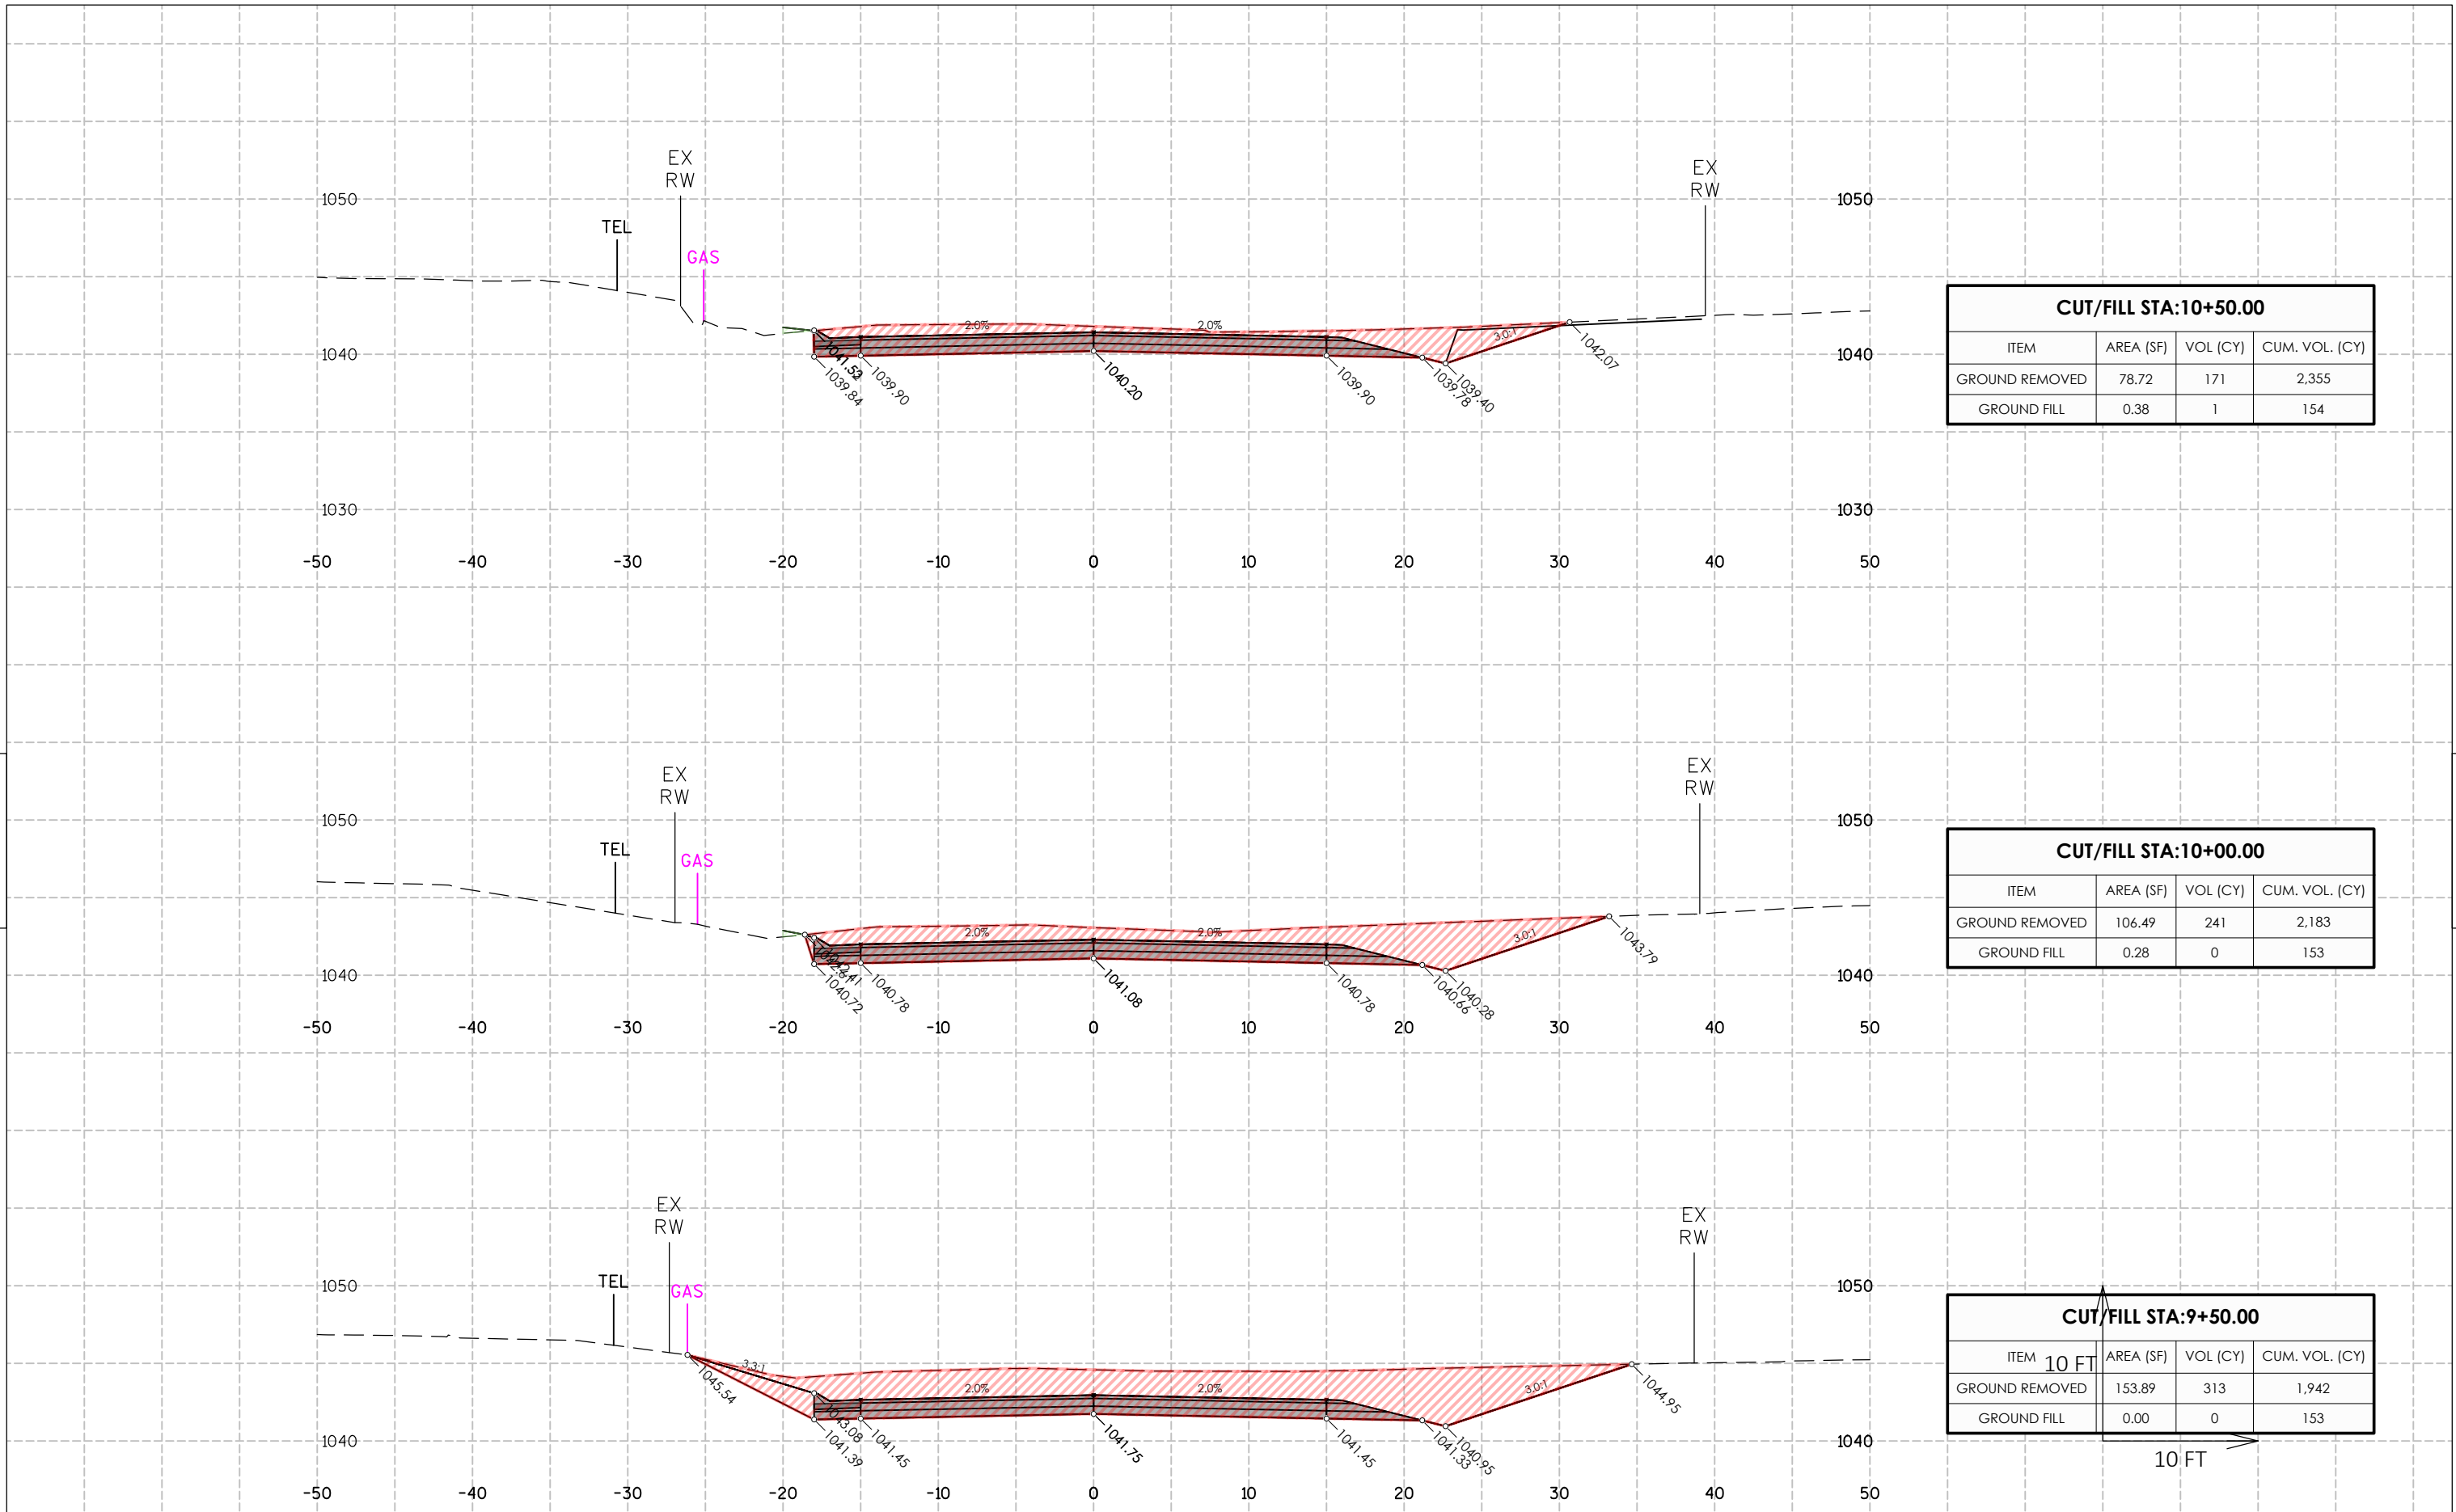 EX
RW
EX
RW
1050
1050
TEL
GAS
2.0%
2.0%
3.0:1
1041.52
1039.84
1039.90
1040.20
1039.90
1039.78
1039.40
1042.07
1040
1040
1030
1030
-50 -40 -30 -20 -10 0 10 20 30 40 50
CUT/FILL STA:10+50.00
ITEM AREA (SF) VOL (CY) CUM. VOL. (CY)
GROUND REMOVED 78.72 171 2,355
GROUND FILL 0.38 1 154
EX
RW
EX
RW
1050
1050
TEL
GAS
2.0%
2.0%
3.0:1
1042.61
1042.41
1040.72
1040.78
1041.08
1040.78
1040.66
1040.28
1043.79
1040
1040
-50 -40 -30 -20 -10 0 10 20 30 40 50
CUT/FILL STA:10+00.00
ITEM AREA (SF) VOL (CY) CUM. VOL. (CY)
GROUND REMOVED 106.49 241 2,183
GROUND FILL 0.28 0 153
EX
RW
EX
RW
1050
1050
TEL
GAS
3.3:1
2.0%
2.0%
3.0:1
1045.54
1043.08
1041.39
1041.45
1041.75
1041.45
1041.33
1040.95
1044.95
1040
1040
-50 -40 -30 -20 -10 0 10 20 30 40 50
CUT/FILL STA:9+50.00
ITEM AREA (SF) VOL (CY) CUM. VOL. (CY)
GROUND REMOVED 153.89 313 1,942
GROUND FILL 0.00 0 153
10 FT
10 FT